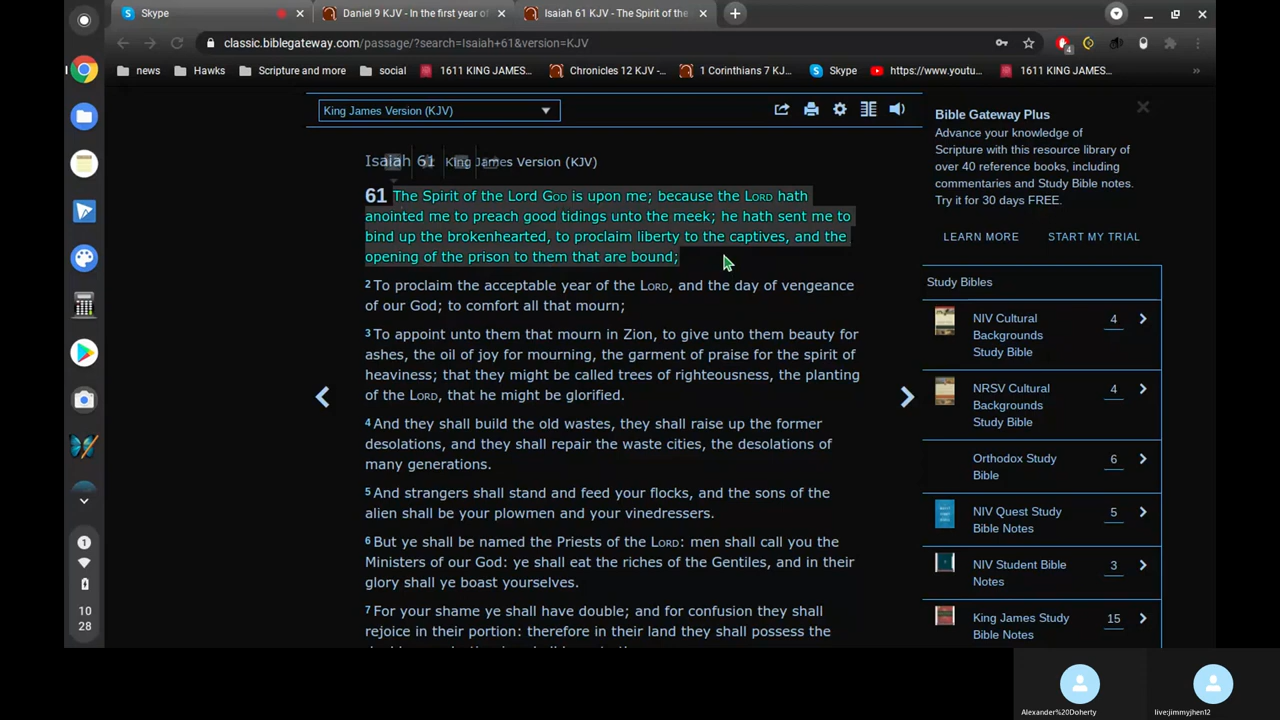 Skype
Daniel 9 KJV - In the first year of
Isaiah 61 KJV - The Spirit of the
classic.biblegateway.com/passage/?search=Isaiah+61&version=KJV
4
news
Hawks
Scripture and more
social
1611 KING JAMES...
Chronicles 12 KJV -...
1 Corinthians 7 KJ...
Skype
https://www.youtu...
1611 KING JAMES...
King James Version (KJV)
Isaiah 61 King James Version (KJV)
61 The Spirit of the Lord GOD is upon me; because the LORD hath
anointed me to preach good tidings unto the meek; he hath sent me to
bind up the brokenhearted, to proclaim liberty to the captives, and the
opening of the prison to them that are bound;
2 To proclaim the acceptable year of the LORD, and the day of vengeance
of our God; to comfort all that mourn;
3 To appoint unto them that mourn in Zion, to give unto them beauty for
ashes, the oil of joy for mourning, the garment of praise for the spirit of
heaviness; that they might be called trees of righteousness, the planting
of the LORD, that he might be glorified.
4 And they shall build the old wastes, they shall raise up the former
desolations, and they shall repair the waste cities, the desolations of
many generations.
5 And strangers shall stand and feed your flocks, and the sons of the
alien shall be your plowmen and your vinedressers.
6 But ye shall be named the Priests of the LORD: men shall call you the
Ministers of our God: ye shall eat the riches of the Gentiles, and in their
glory shall ye boast yourselves.
7 For your shame ye shall have double; and for confusion they shall
rejoice in their portion: therefore in their land they shall possess the
Bible Gateway Plus
Advance your knowledge of
Scripture with this resource library
of over 40 reference books, including
commentaries and Study Bible notes.
Try it for 30 days FREE.
LEARN MORE
START MY TRIAL
Study Bibles
NIV Cultural
Backgrounds
Study Bible
4
NRSV Cultural
Backgrounds
Study Bible
4
Orthodox Study
Bible
6
NIV Quest Study
Bible Notes
5
NIV Student Bible
Notes
3
King James Study
Bible Notes
15
1
10
28
Alexander%20Doherty
live:jimmyjhen12